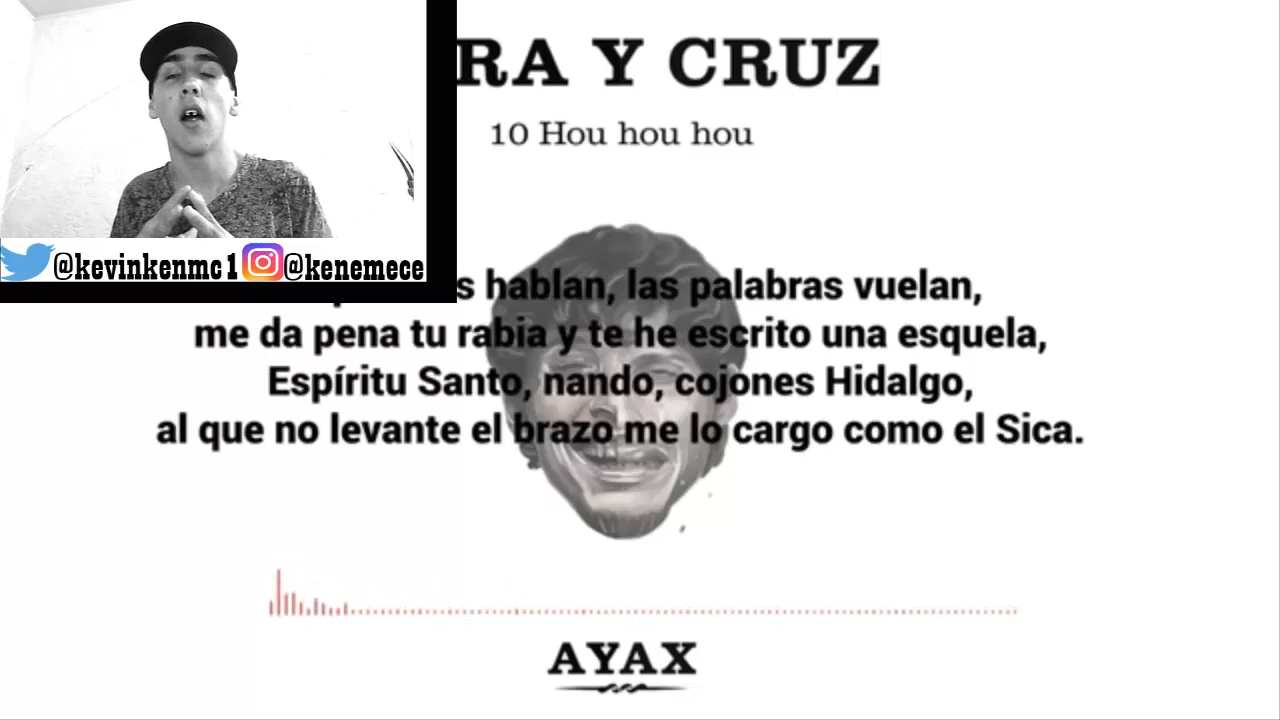 RA Y CRUZ
10 Hou hou hou
@kevinkenmc1 @kenemece
hablan, las palabras vuelan,
me da pena tu rabia y te he escrito una esquela,
Espíritu Santo, nando, cojones Hidalgo,
al que no levante el brazo me lo cargo como el Sica.
AYAX